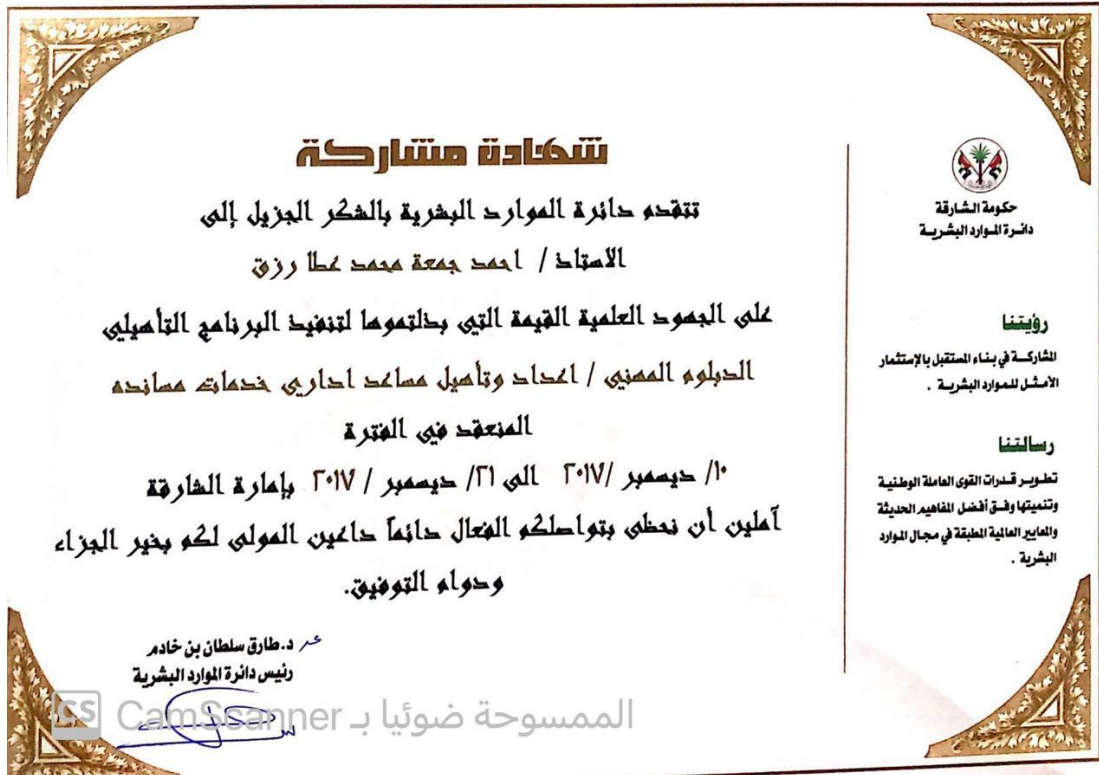 شهادة مشاركة
تتقدم دائرة الموارد البشرية بالشكر الجزيل إلى
الاستاذ / احمد جمعة محمد عطا رزق
على الجهود العلمية القيمة التي بذلتموها لتنفيذ البرنامج التأهيلي
الدبلوم المهني / اعداد وتأهيل مساعد اداري خدمات مسانده
المنعقد في الفترة
١٠/ ديسمبر /٢٠١٧ الى ٢١/ ديسمبر / ٢٠١٧ بإمارة الشارقة
آملين أن نحظى بتواصلكم الفعال دائماً داعين المولى لكم بخير الجزاء
ودوام التوفيق.
د.طارق سلطان بن خادم
رئيس دائرة الموارد البشرية
حكومة الشارقة
دائرة الموارد البشرية
رؤيتنا
المشاركة في بناء المستقبل بالإستثمار
الأمثل للموارد البشرية .
رسالتنا
تطوير قدرات القوى العاملة الوطنية
وتنميتها وفق أفضل المفاهيم الحديثة
والمعايير العالمية المطبقة في مجال الموارد
البشرية .
CS الممسوحة ضوئيا بـ CamScanner